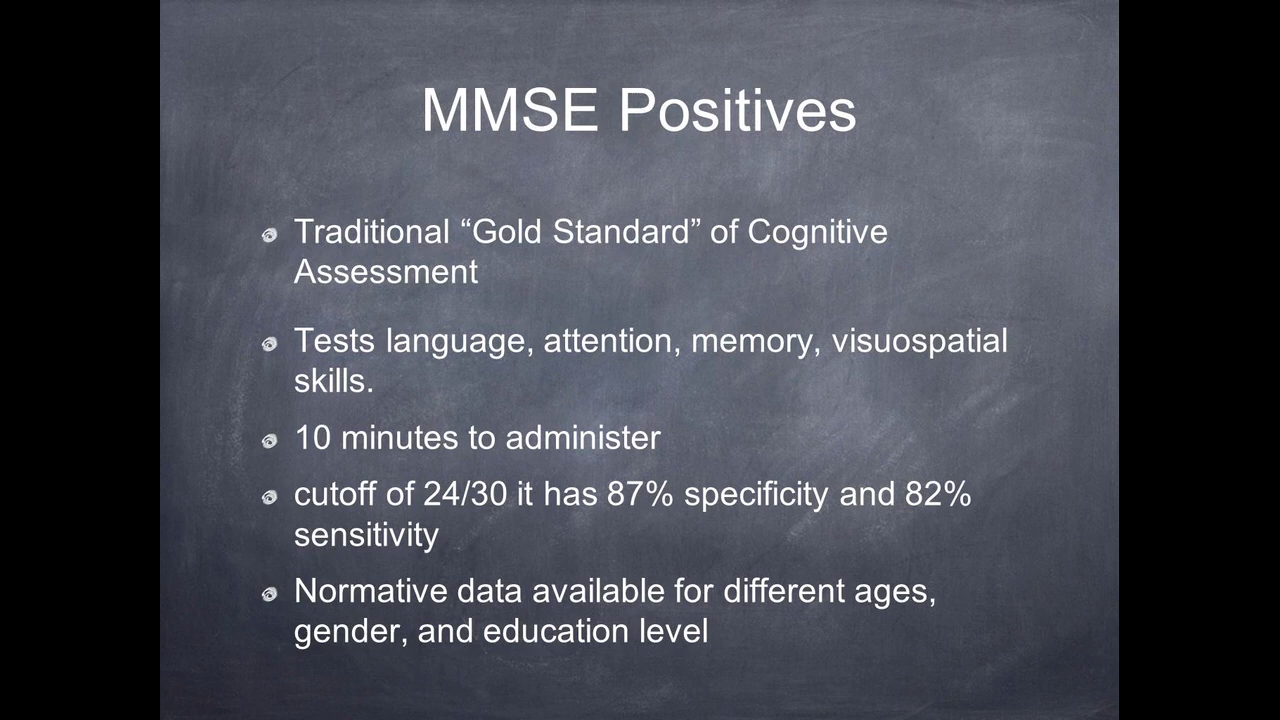 MMSE Positives
Traditional “Gold Standard” of Cognitive
Assessment
Tests language, attention, memory, visuospatial
skills.
10 minutes to administer
cutoff of 24/30 it has 87% specificity and 82%
sensitivity
Normative data available for different ages,
gender, and education level